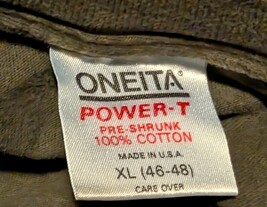 ONEITA®
POWER-T
PRE-SHRUNK
100% COTTON
MADE IN U.S.A.
XL (46-48)
CARE OVER